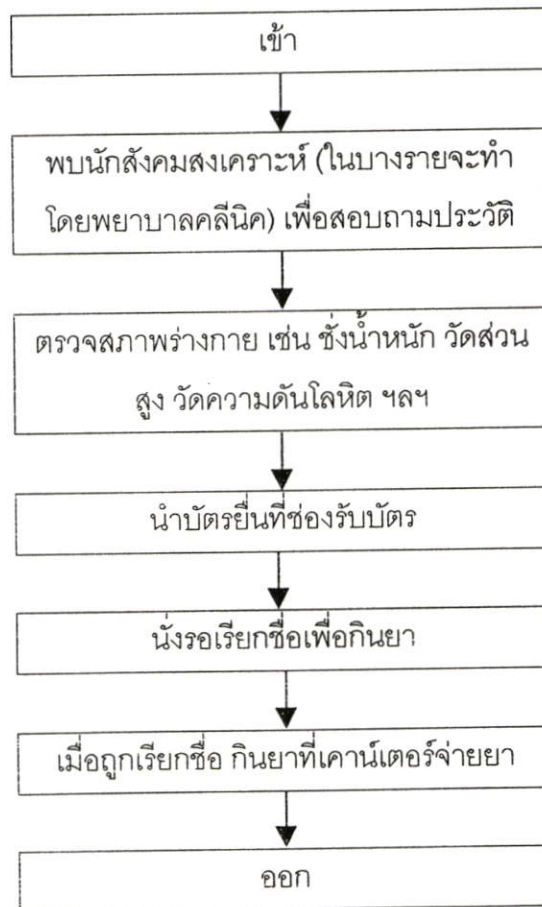 เข้า
พบนักสังคมสงเคราะห์ (ในบางรายจะทำ
โดยพยาบาลคลีนิค) เพื่อสอบถามประวัติ
ตรวจสภาพร่างกาย เช่น ชั่งน้ำหนัก วัดส่วน
สูง วัดความดันโลหิต ฯลฯ
นำบัตรยื่นที่ช่องรับบัตร
นั่งรอเรียกชื่อเพื่อกินยา
เมื่อถูกเรียกชื่อ กินยาที่เคาน์เตอร์จ่ายยา
ออก